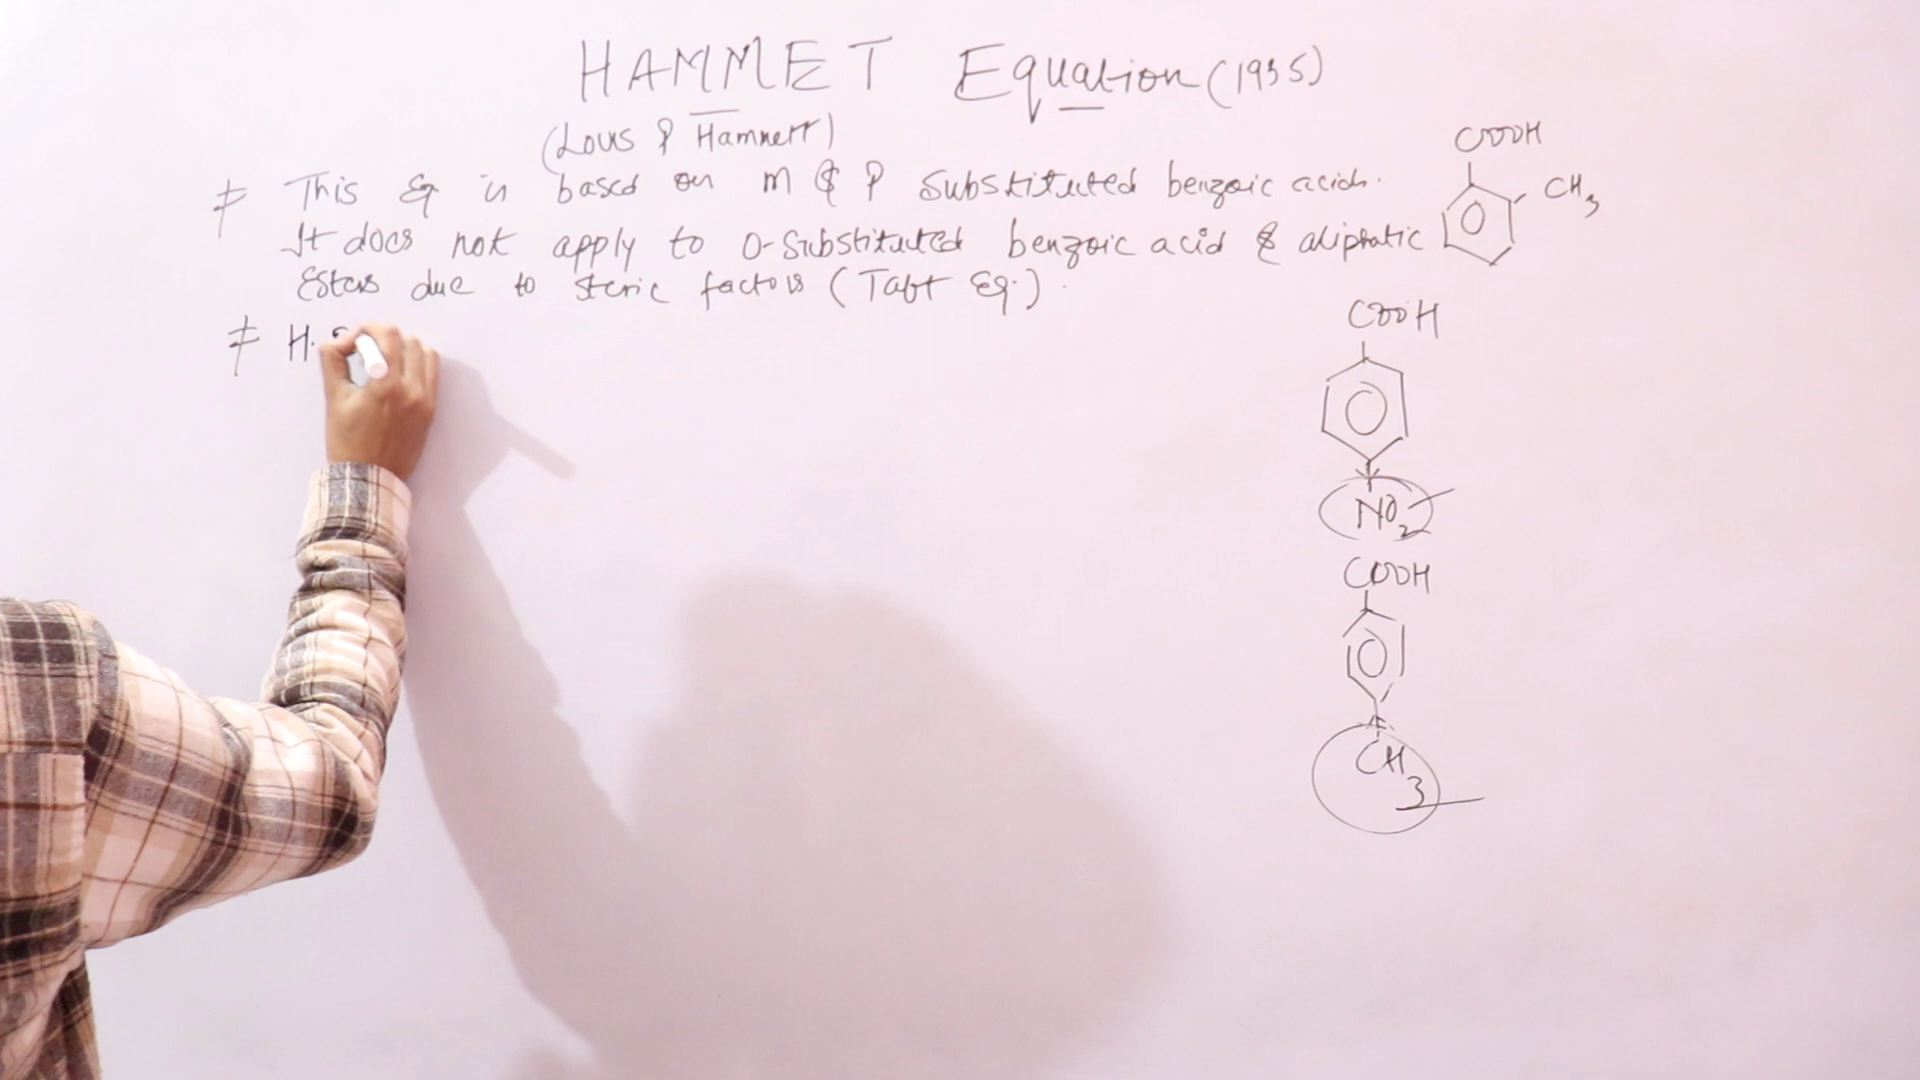 HAMMET Equation (1935)
(Lous P Hammett)
≠ This Eq is based on m & P Substituted benzoic acids.
It does not apply to O-Substituted benzoic acid & aliphatic
Esters due to steric factors (Taft Eq.).
≠ H.
COOH
CH3
COOH
NO2
COOH
CH3